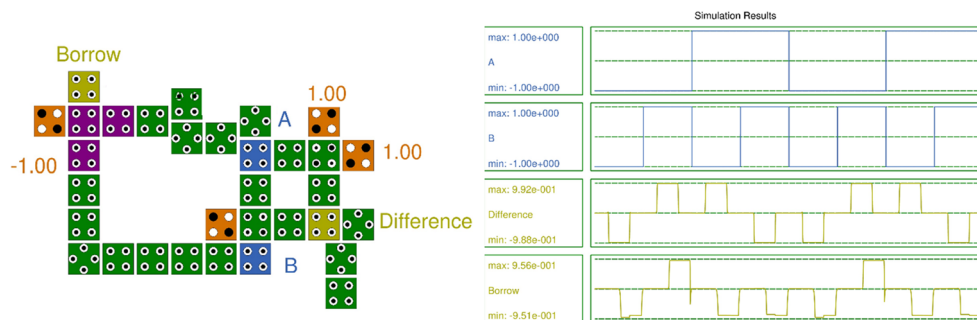 Borrow
A
1.00
-1.00
1.00
Difference
B
Simulation Results
max: 1.00e+000
A
min: -1.00e+000
max: 1.00e+000
B
min: -1.00e+000
max: 9.92e-001
Difference
min: -9.88e-001
max: 9.56e-001
Borrow
min: -9.51e-001